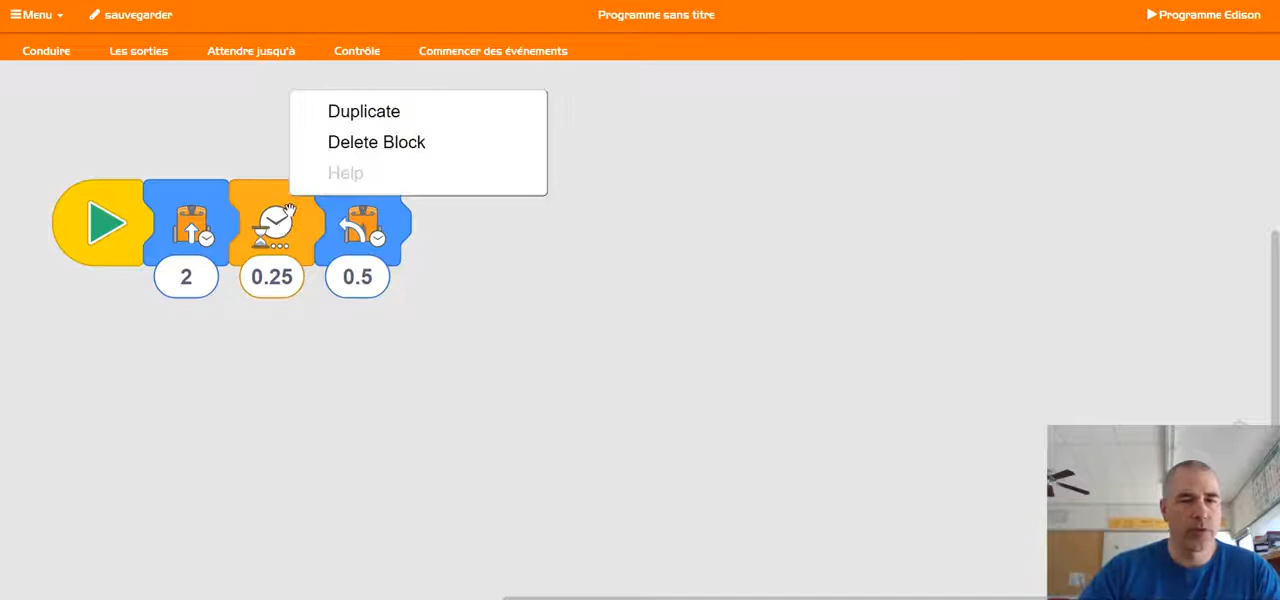 Menu
sauvegarder
Programme sans titre
Programme Edison
Conduire
Les sorties
Attendre jusqu'à
Contrôle
Commencer des événements
Duplicate
Delete Block
Help
2
0.25
0.5